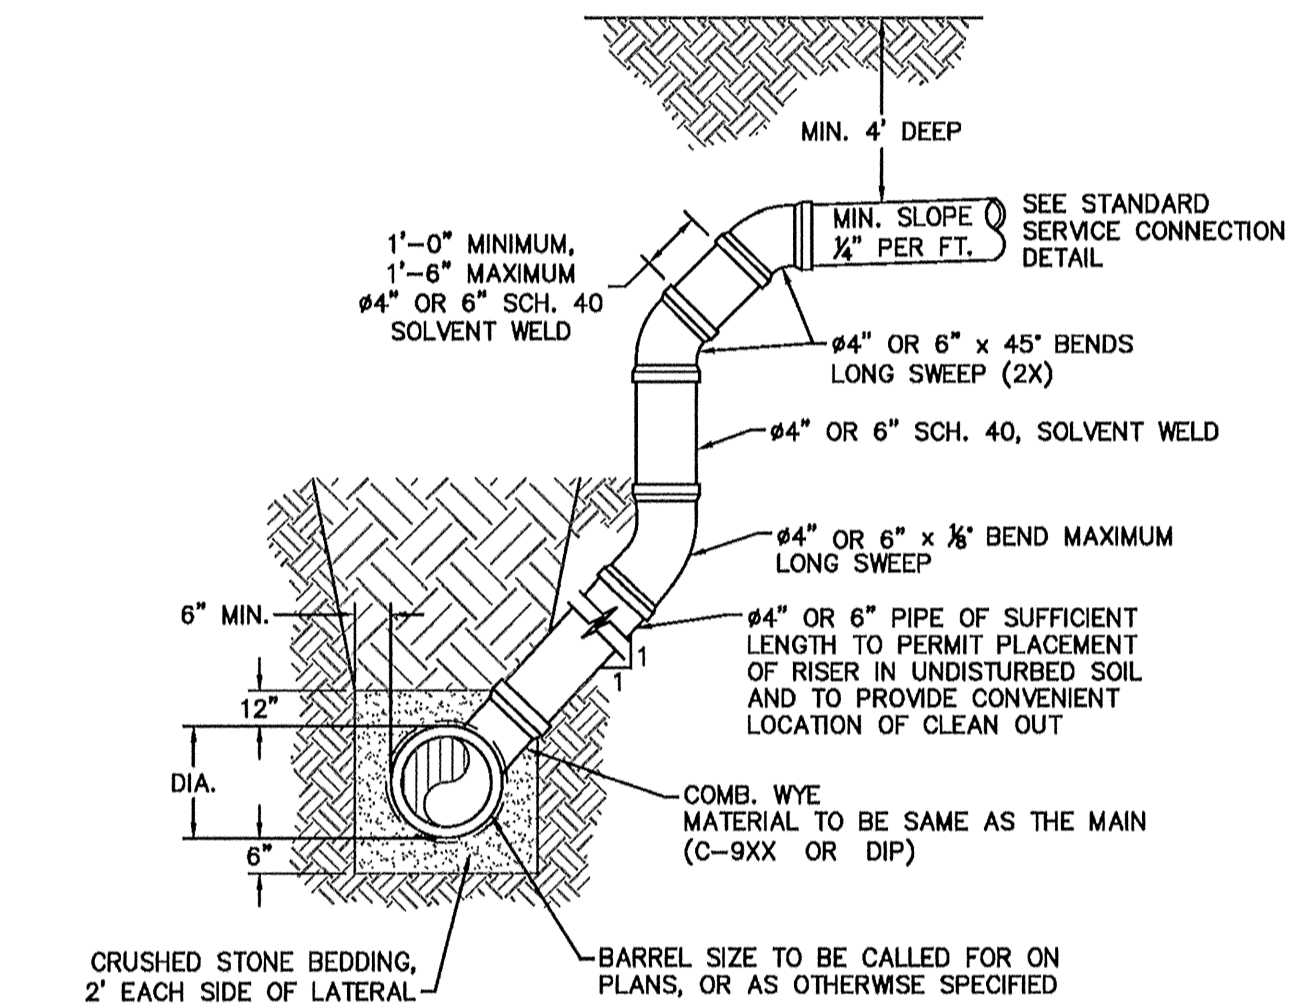 MIN. 4' DEEP
MIN. SLOPE
¼" PER FT.
SEE STANDARD
SERVICE CONNECTION
DETAIL
1'-0" MINIMUM,
1'-6" MAXIMUM
ø4" OR 6" SCH. 40
SOLVENT WELD
ø4" OR 6" x 45° BENDS
LONG SWEEP (2X)
ø4" OR 6" SCH. 40, SOLVENT WELD
ø4" OR 6" x ⅛° BEND MAXIMUM
LONG SWEEP
6" MIN.
ø4" OR 6" PIPE OF SUFFICIENT
LENGTH TO PERMIT PLACEMENT
OF RISER IN UNDISTURBED SOIL
AND TO PROVIDE CONVENIENT
LOCATION OF CLEAN OUT
1
1
12"
DIA.
6"
COMB. WYE
MATERIAL TO BE SAME AS THE MAIN
(C-9XX OR DIP)
CRUSHED STONE BEDDING,
2' EACH SIDE OF LATERAL
BARREL SIZE TO BE CALLED FOR ON
PLANS, OR AS OTHERWISE SPECIFIED